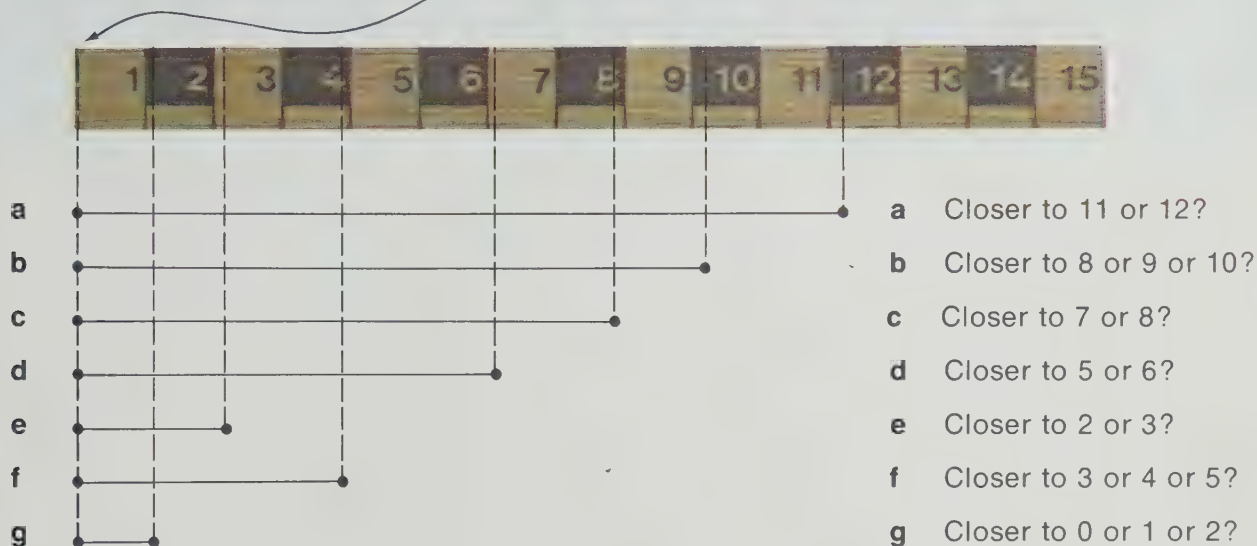 1 2 3 4 5 6 7 8 9 10 11 12 13 14 15
a a Closer to 11 or 12?
b b Closer to 8 or 9 or 10?
c c Closer to 7 or 8?
d d Closer to 5 or 6?
e e Closer to 2 or 3?
f f Closer to 3 or 4 or 5?
g g Closer to 0 or 1 or 2?